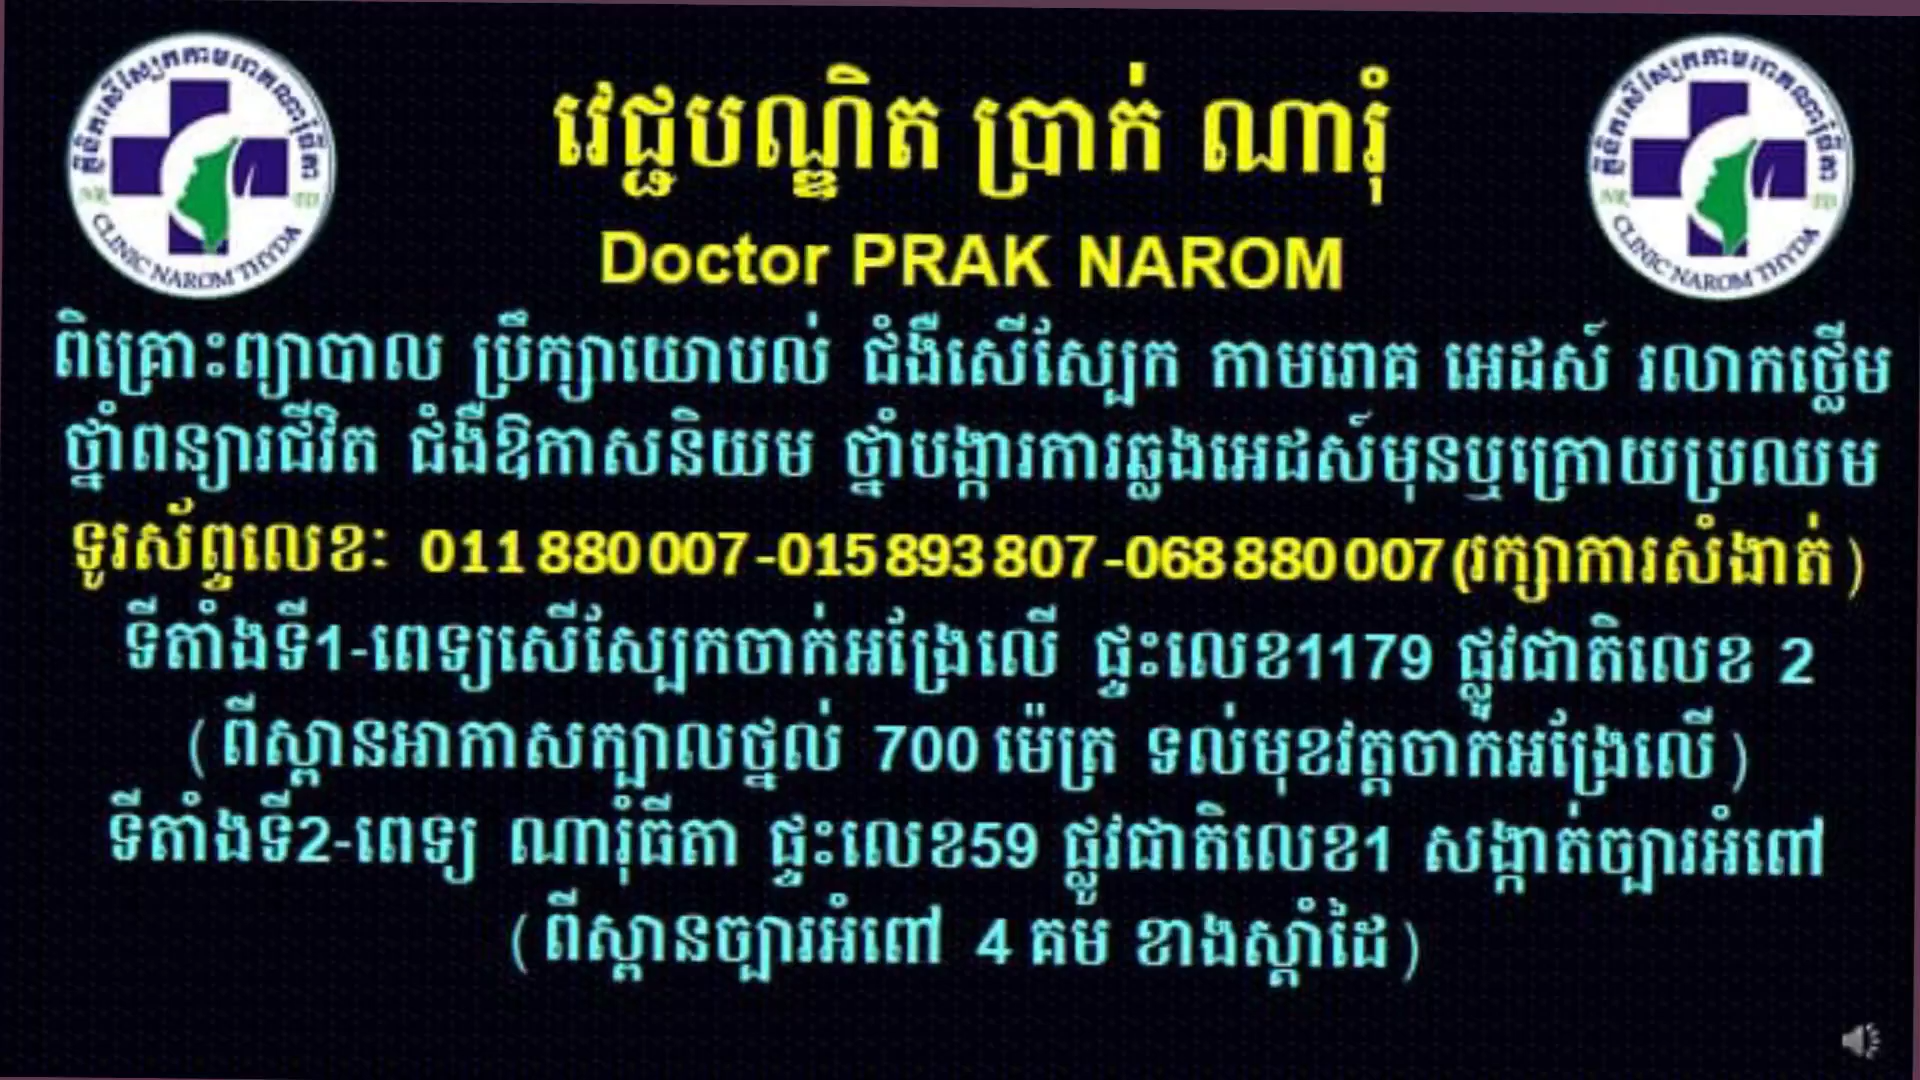 វេជ្ជបណ្ឌិត ប្រាក់ ណារុំ
Doctor PRAK NAROM
CLINIC NAROM THYDA
CLINIC NAROM THYDA
ពិគ្រោះព្យាបាល ប្រឹក្សាយោបល់ ជំងឺសើស្បែក កាមរោគ អេដស៍ រលាកថ្លើម
ថ្នាំពន្យារជីវិត ជំងឺឱកាសនិយម ថ្នាំបង្ការការឆ្លងអេដស៍មុនឬក្រោយប្រឈម
ទូរស័ព្ទលេខ: 011 880 007 -015 893 807 -068 880 007 (រក្សាការសំងាត់ )
ទីតាំងទី1-ពេទ្យសើស្បែកចាក់អង្រែលើ ផ្ទះលេខ1179 ផ្លូវជាតិលេខ 2
( ពីស្ពានអាកាសក្បាលថ្នល់ 700 ម៉ែត្រ ទល់មុខវត្តចាក់អង្រែលើ )
ទីតាំងទី2-ពេទ្យ ណារុំធីតា ផ្ទះលេខ59 ផ្លូវជាតិលេខ1 សង្កាត់ច្បារអំពៅ
( ពីស្ពានច្បារអំពៅ 4 គម ខាងស្តាំដៃ )